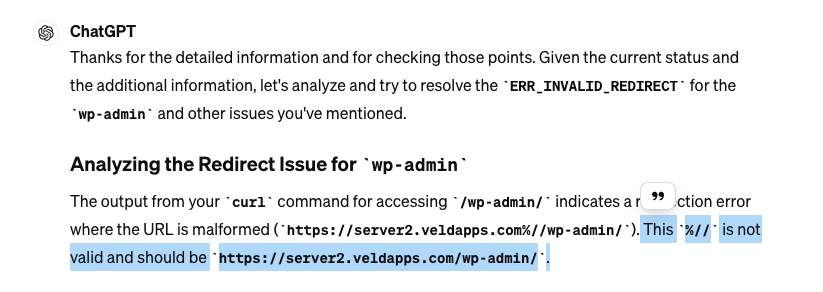 ChatGPT
Thanks for the detailed information and for checking those points. Given the current status and
the additional information, let's analyze and try to resolve the `ERR_INVALID_REDIRECT` for the
`wp-admin` and other issues you've mentioned.
Analyzing the Redirect Issue for `wp-admin`
The output from your `curl` command for accessing `/wp-admin/` indicates a ction error
where the URL is malformed (`https://server2.veldapps.com%//wp-admin/`). This `%//` is not
valid and should be `https://server2.veldapps.com/wp-admin/`.